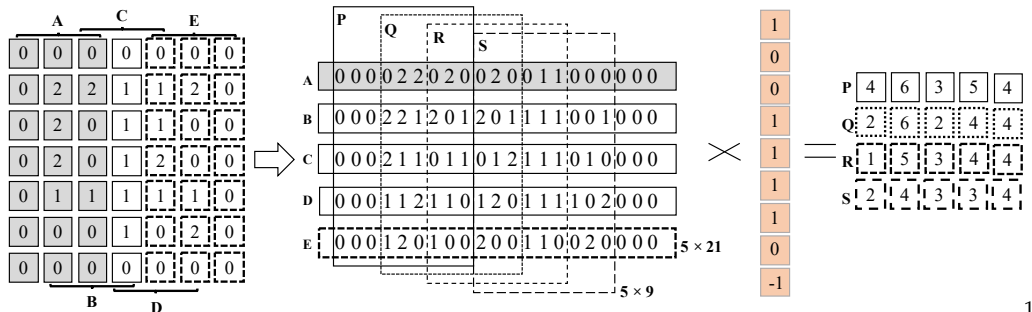 A C E
0 0 0 0 0 0 0
0 2 2 1 1 2 0
0 2 0 1 1 0 0
0 2 0 1 2 0 0
0 1 1 1 1 1 0
0 0 0 1 0 2 0
0 0 0 0 0 0 0
B D
P
Q
R
S
A 0 0 0 0 2 2 0 2 0 0 2 0 0 1 1 0 0 0 0 0 0
B 0 0 0 2 2 1 2 0 1 2 0 1 1 1 1 0 0 1 0 0 0
C 0 0 0 2 1 1 0 1 1 0 1 2 1 1 1 0 1 0 0 0 0
D 0 0 0 1 1 2 1 1 0 1 2 0 1 1 1 1 0 2 0 0 0
E 0 0 0 1 2 0 1 0 0 2 0 0 1 1 0 0 2 0 0 0 0
5 × 21
5 × 9
1
0
0
1
1
1
1
0
-1
P 4 6 3 5 4
Q 2 6 2 4 4
R 1 5 3 4 4
S 2 4 3 3 4
1